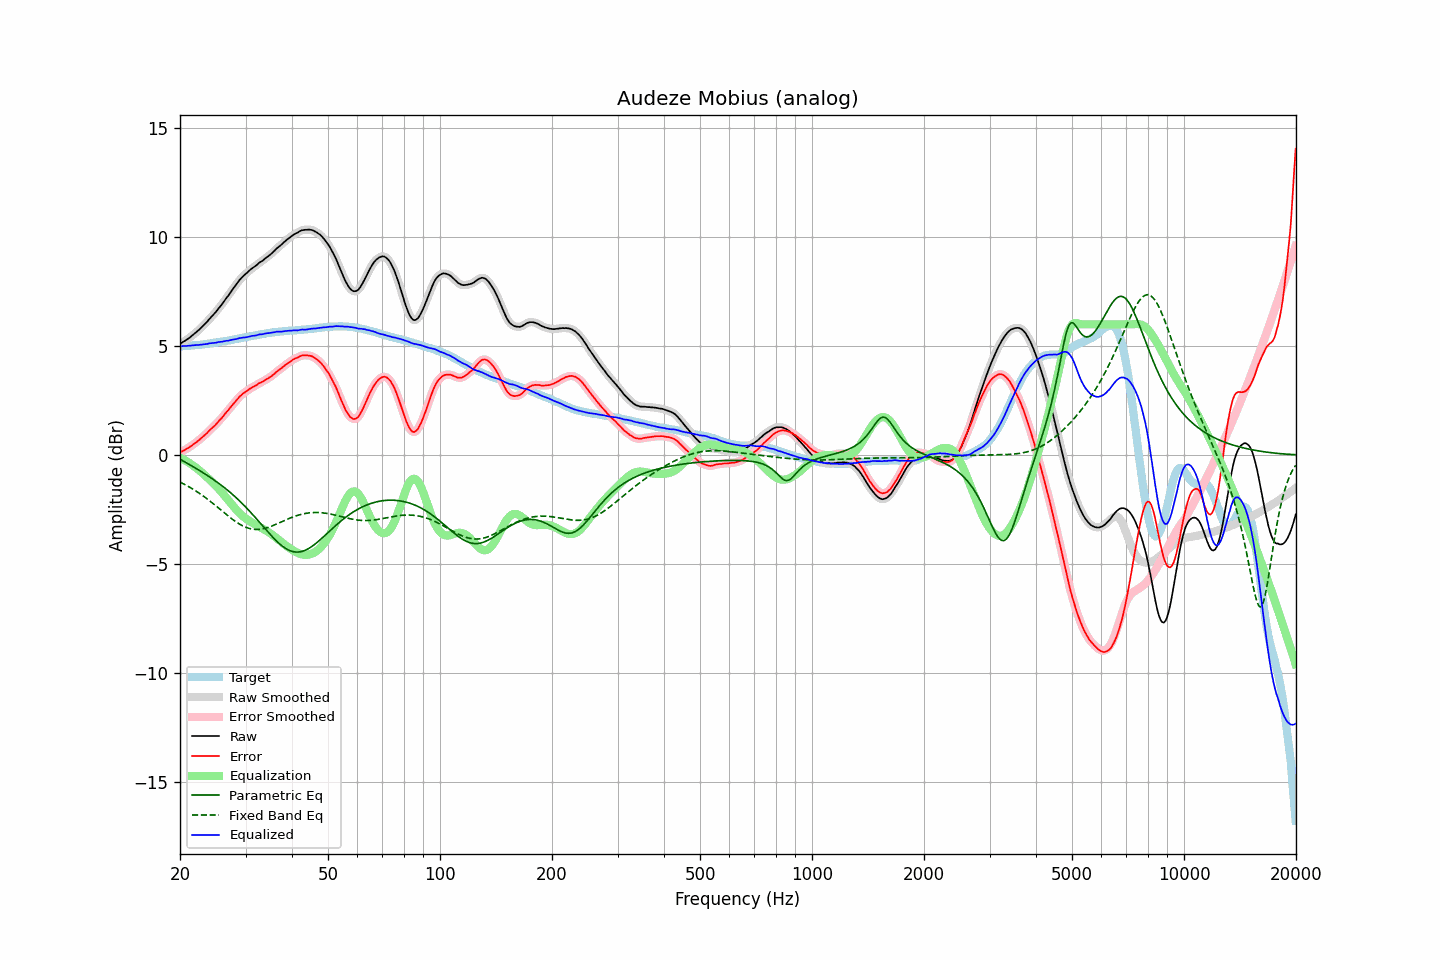 Audeze Mobius (analog)
15
10
5
0
−5
−10
−15
Amplitude (dBr)
Target
Raw Smoothed
Error Smoothed
Raw
Error
Equalization
Parametric Eq
Fixed Band Eq
Equalized
20 50 100 200 500 1000 2000 5000 10000 20000
Frequency (Hz)